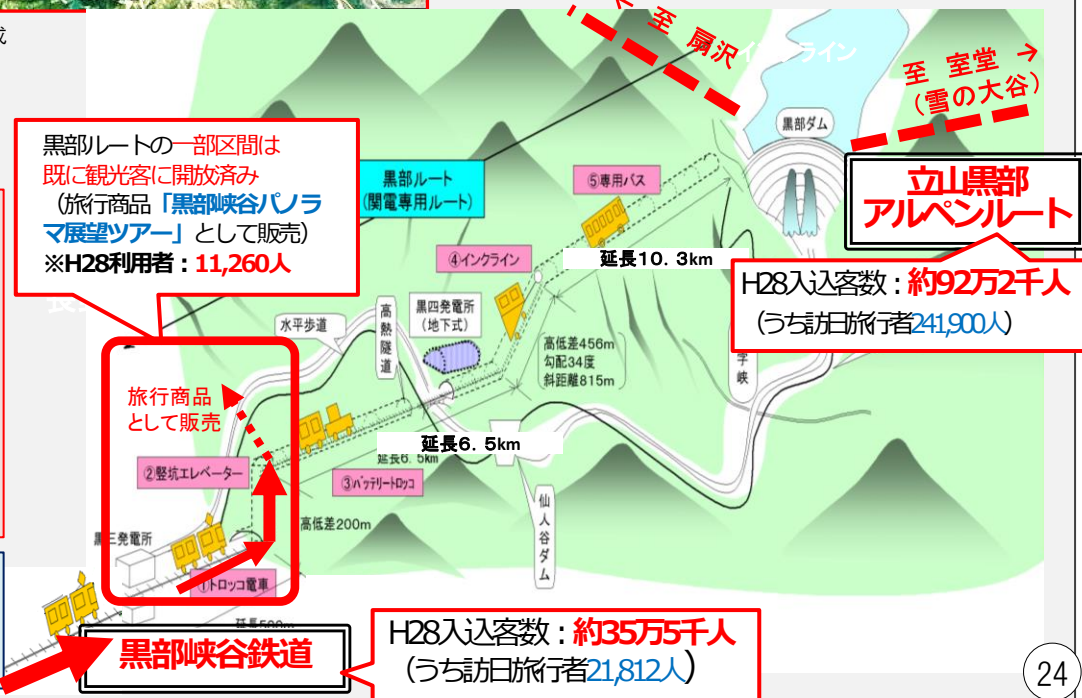 成
← 至 扇沢
至 室堂 →
(雪の大谷)
黒部ダム
黒部ルートの一部区間は
既に観光客に開放済み
(旅行商品「黒部峡谷パノラ
マ展望ツアー」として販売)
※H28利用者:11,260人
黒部ルート
(関電専用ルート)
⑤専用バス
立山黒部
アルペンルート
④インクライン
延長10.3km
H28入込客数:約92万2千人
(うち訪日旅行者241,900人)
水平歩道
高熱隧道
黒四発電所
(地下式)
高低差456m
勾配34度
斜距離815m
字峡
旅行商品
として販売
延長6.5km
延長6.5km
②竪坑エレベーター
③バッテリートロッコ
仙人谷ダム
高低差200m
黒三発電所
①トロッコ電車
黒部峡谷鉄道
H28入込客数:約35万5千人
(うち訪日旅行者21,812人)
24